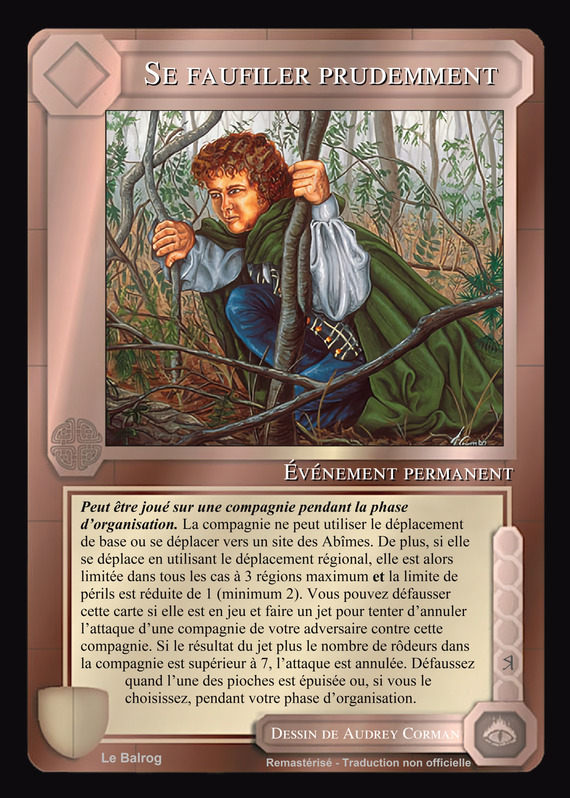 Se faufiler prudemment
Événement permanent
Peut être joué sur une compagnie pendant la phase
d'organisation. La compagnie ne peut utiliser le déplacement
de base ou se déplacer vers un site des Abîmes. De plus, si elle
se déplace en utilisant le déplacement régional, elle est alors
limitée dans tous les cas à 3 régions maximum et la limite de
périls est réduite de 1 (minimum 2). Vous pouvez défausser
cette carte si elle est en jeu et faire un jet pour tenter d'annuler
l'attaque d'une compagnie de votre adversaire contre cette
compagnie. Si le résultat du jet plus le nombre de rôdeurs dans
la compagnie est supérieur à 7, l'attaque est annulée. Défaussez
quand l'une des pioches est épuisée ou, si vous le
choisissez, pendant votre phase d'organisation.
Dessin de Audrey Corman
Le Balrog
Remastérisé - Traduction non officielle